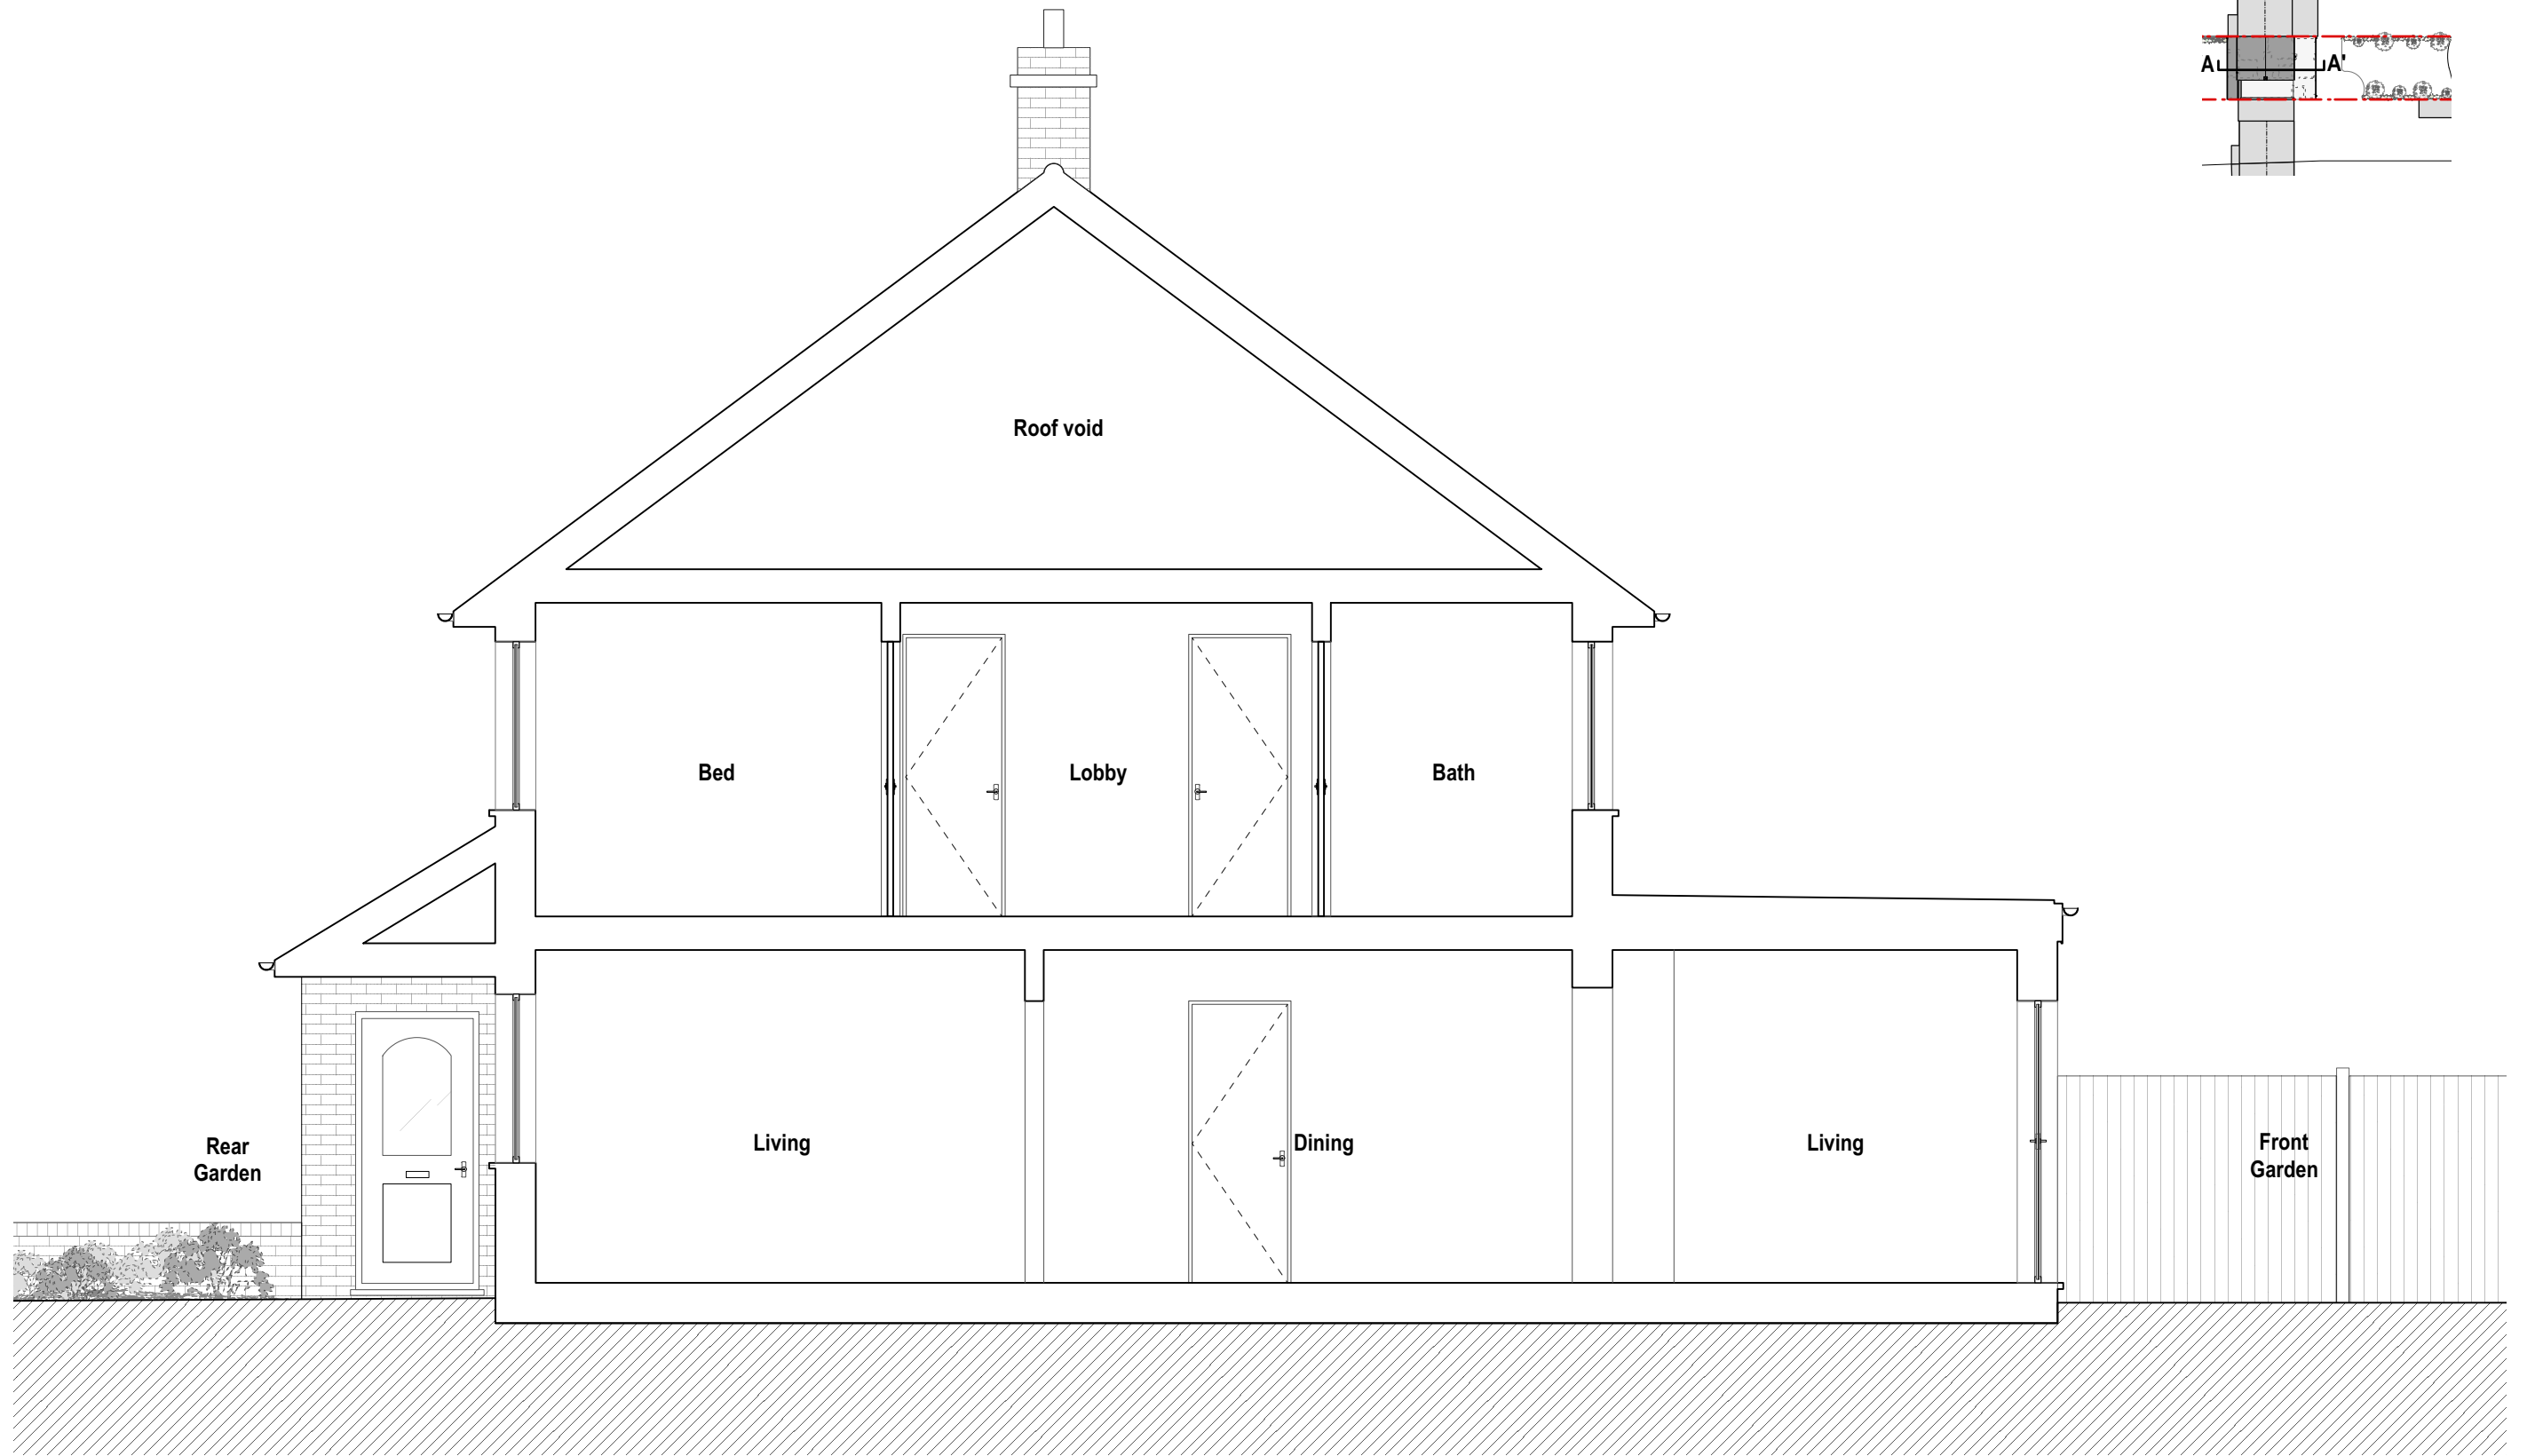 A
A'
Roof void
Bed
Lobby
Bath
Rear
Garden
Living
Dining
Living
Front
Garden